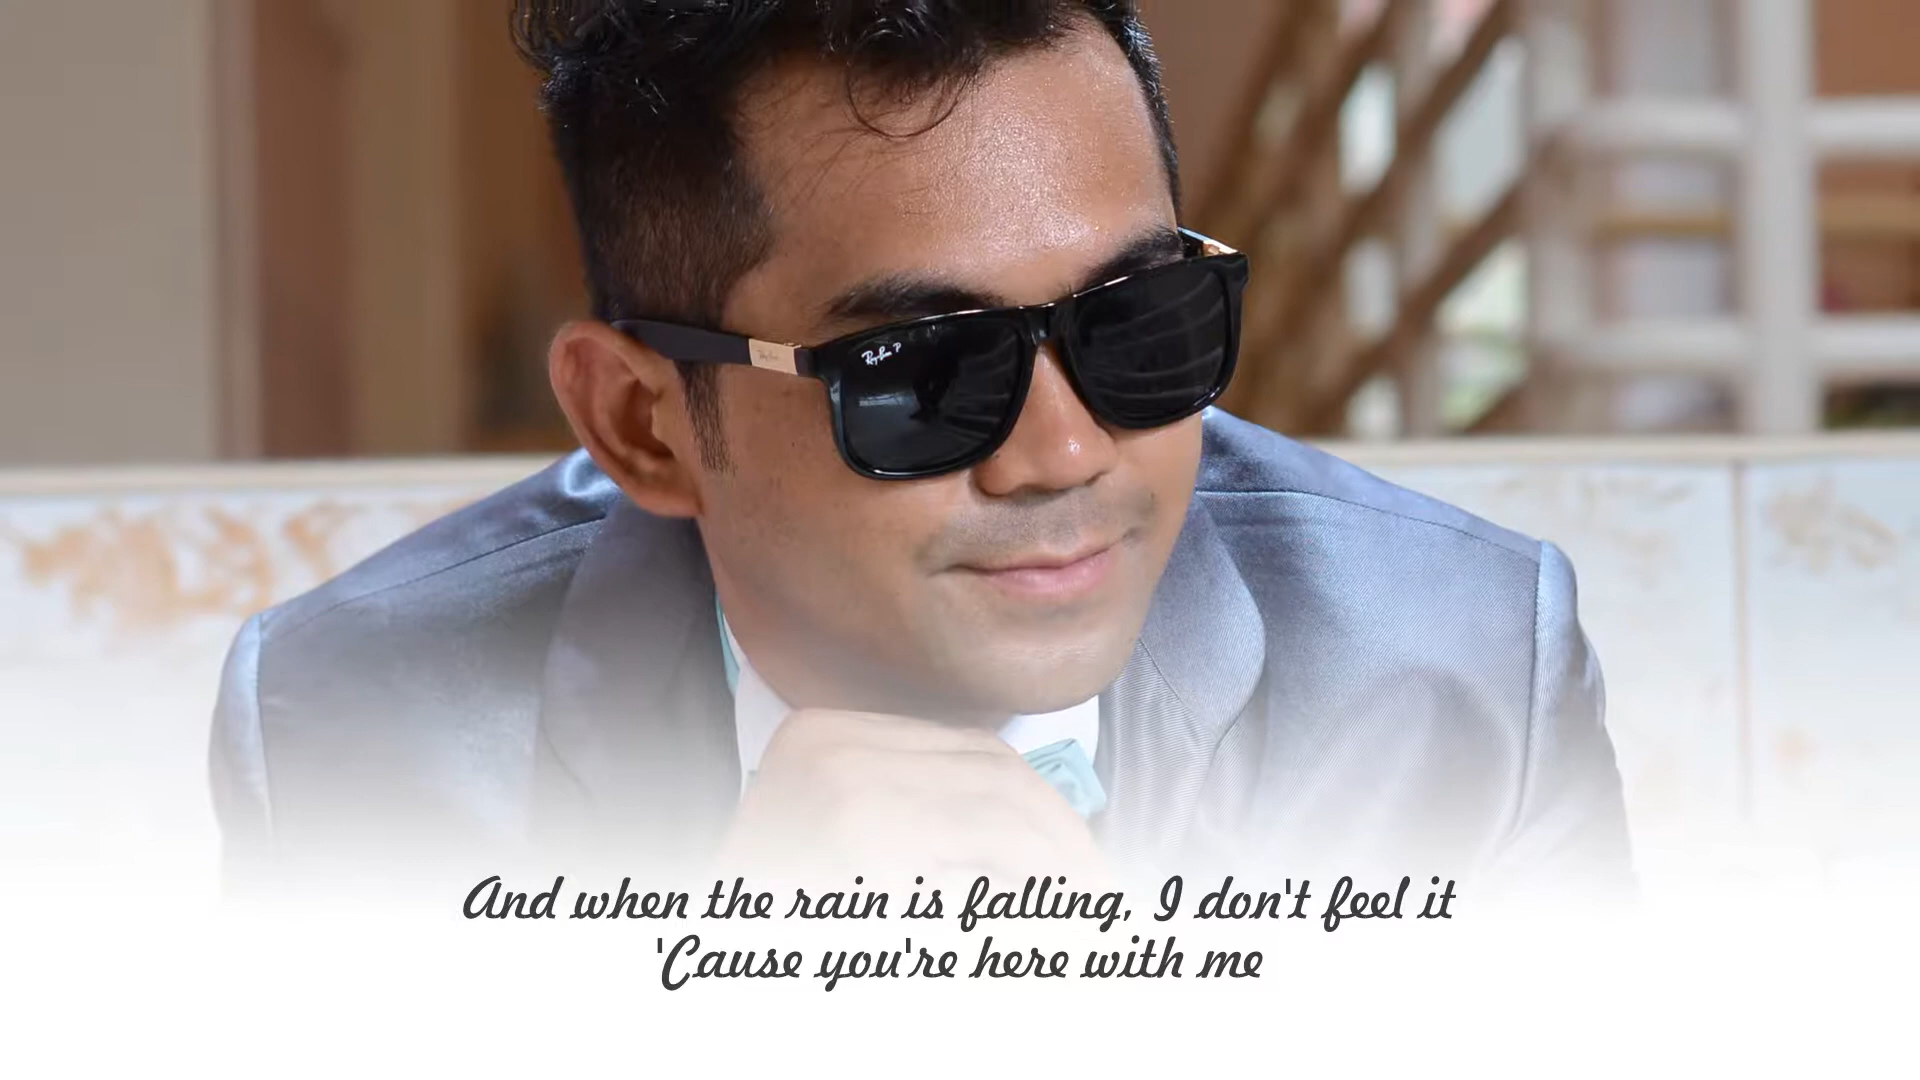 Ray-Ban P
And when the rain is falling, I don't feel it
'Cause you're here with me